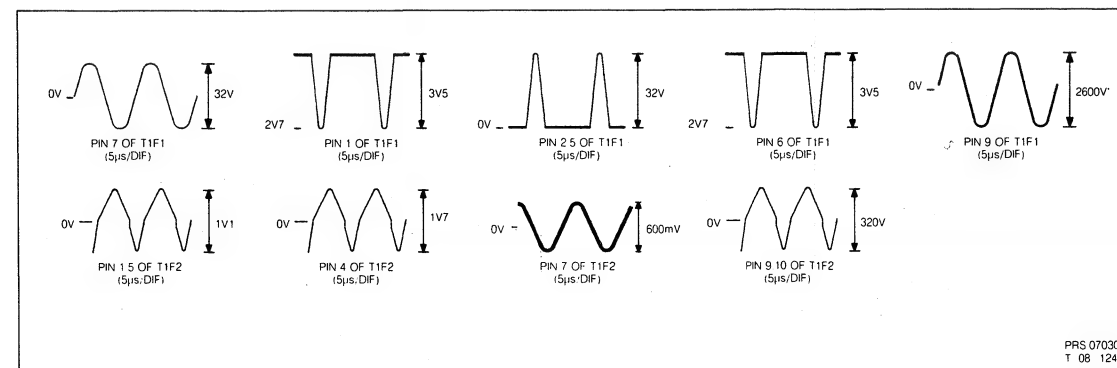 0V
32V
PIN 7 OF T1F1
(5µs/DIF)
2V7
3V5
PIN 1 OF T1F1
(5µs/DIF)
0V
32V
PIN 2 5 OF T1F1
(5µs/DIF)
2V7
3V5
PIN 6 OF T1F1
(5µs/DIF)
0V
2600V
PIN 9 OF T1F1
(5µs/DIF)
0V
1V1
PIN 1 5 OF T1F2
(5µs/DIF)
0V
1V7
PIN 4 OF T1F2
(5µs/DIF)
0V
600mV
PIN 7 OF T1F2
(5µs/DIF)
0V
320V
PIN 9 10 OF T1F2
(5µs/DIF)
PRS 07030
T 08 124